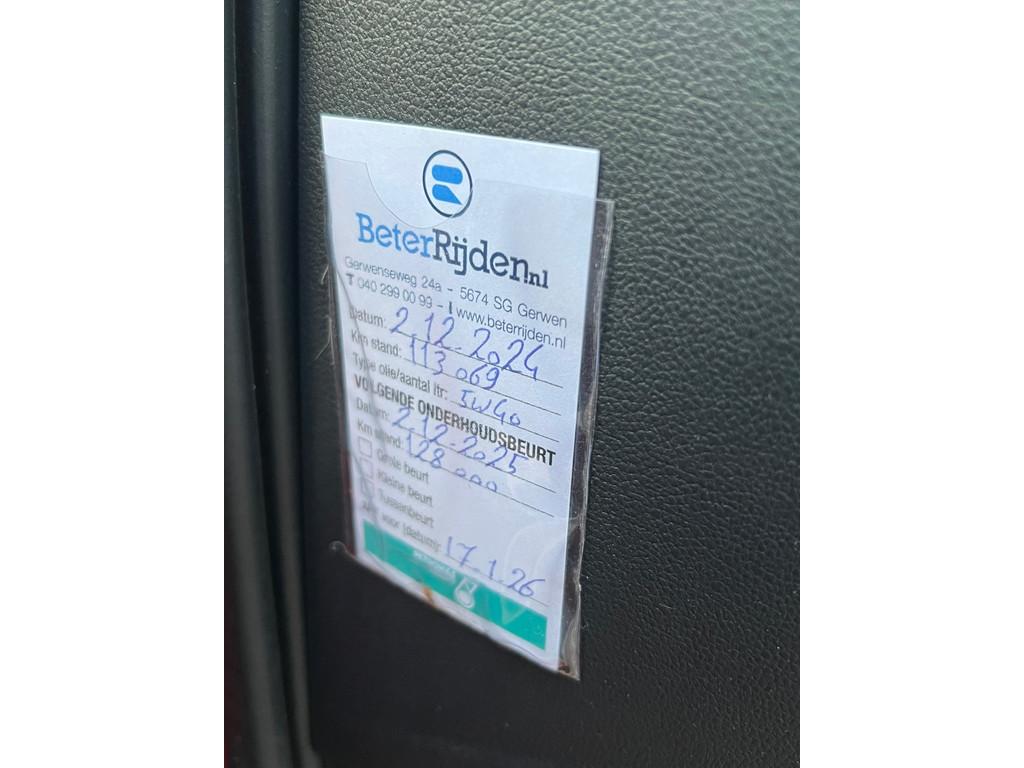 BeterRijden.nl
Gerwenseweg 24a - 5674 SG Gerwen
T 040 299 00 99 - I www.beterrijden.nl
Datum: 2.12.2024
Km stand: 113 069
Type olie/aantal ltr: 5W40
VOLGENDE ONDERHOUDSBEURT
Datum: 2.12.2025
Km stand: 128 000
Grote beurt
Kleine beurt
Tussenbeurt
APK voor (datum): 17.1.26